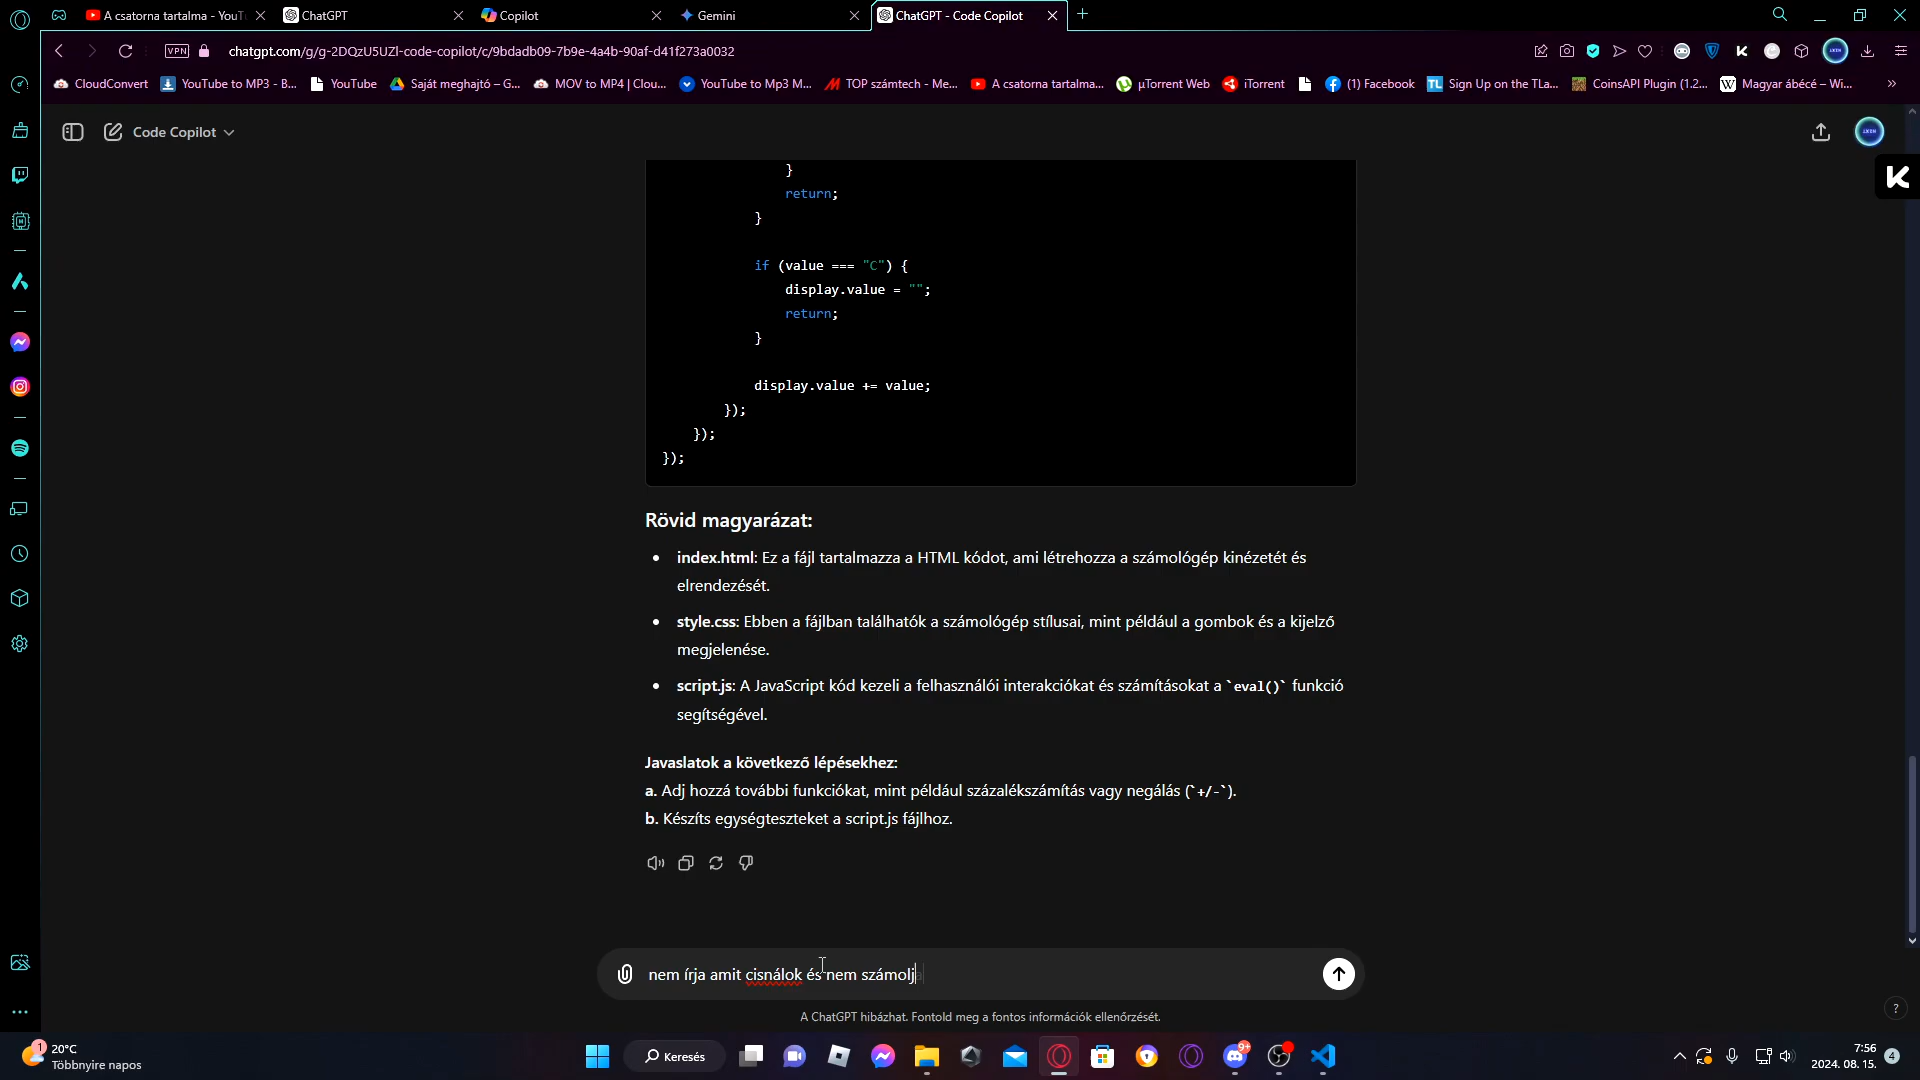 A csatorna tartalma - YouT
ChatGPT
Copilot
Gemini
ChatGPT - Code Copilot
VPN
chatgpt.com/g/g-2DQzU5UZl-code-copilot/c/9bdadb09-7b9e-4a4b-90af-d41f273a0032
CloudConvert
YouTube to MP3 - B...
YouTube
Saját meghajtó – G...
MOV to MP4 | Clou...
YouTube to Mp3 M...
TOP számtech - Me...
A csatorna tartalma...
µTorrent Web
iTorrent
(1) Facebook
Sign Up on the TLa...
CoinsAPI Plugin (1.2...
Magyar ábécé – Wi...
Code Copilot
}
return;
}
if (value === "C") {
display.value = "";
return;
}
display.value += value;
});
});
});
Rövid magyarázat:
index.html: Ez a fájl tartalmazza a HTML kódot, ami létrehozza a számológép kinézetét és
elrendezését.
style.css: Ebben a fájlban találhatók a számológép stílusai, mint például a gombok és a kijelző
megjelenése.
script.js: A JavaScript kód kezeli a felhasználói interakciókat és számításokat a `eval()` funkció
segítségével.
Javaslatok a következő lépésekhez:
a. Adj hozzá további funkciókat, mint például százalékszámítás vagy negálás (`+/-`).
b. Készíts egységteszteket a script.js fájlhoz.
nem írja amit cisnálok és nem számolj
A ChatGPT hibázhat. Fontold meg a fontos információk ellenőrzését.
?
1
20°C
Többnyire napos
Keresés
9+
7:56
2024. 08. 15.
4